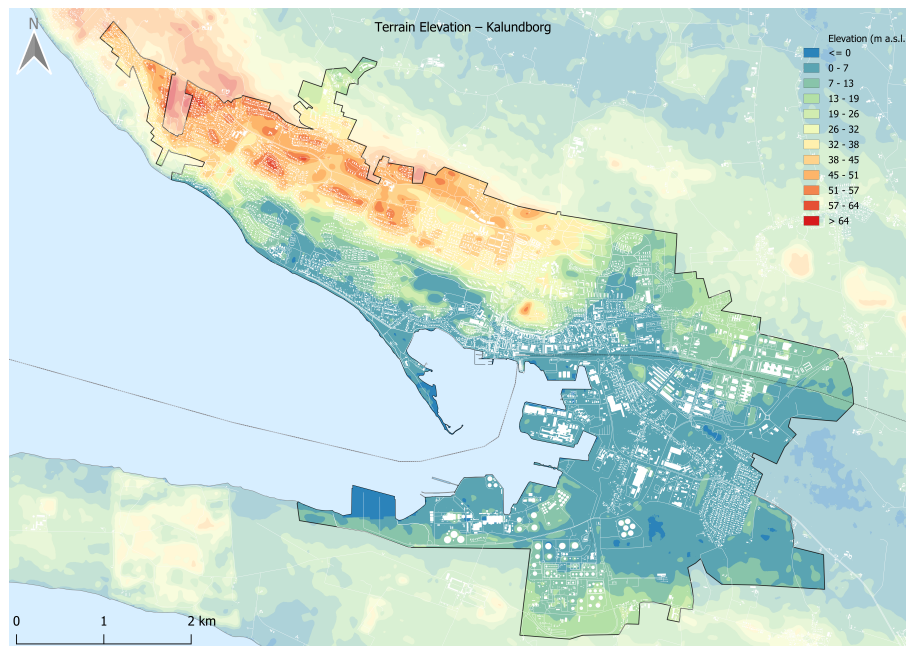 N
Terrain Elevation – Kalundborg
Elevation (m a.s.l.
<= 0
0 - 7
7 - 13
13 - 19
19 - 26
26 - 32
32 - 38
38 - 45
45 - 51
51 - 57
57 - 64
> 64
0 1 2 km